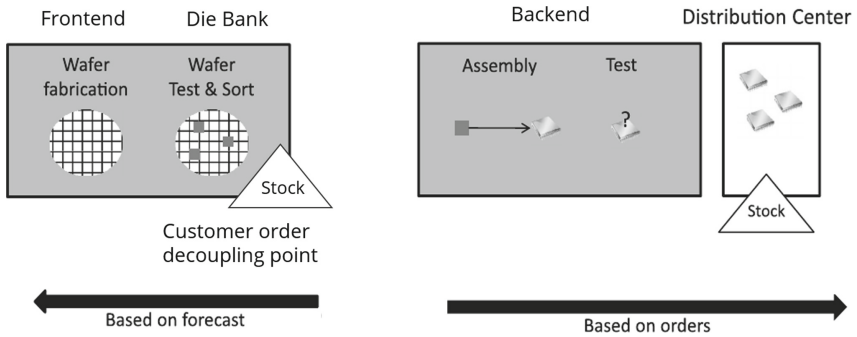 Frontend
Die Bank
Backend
Distribution Center
Wafer
fabrication
Wafer
Test & Sort
Assembly
Test
?
Stock
Stock
Customer order
decoupling point
Based on forecast
Based on orders